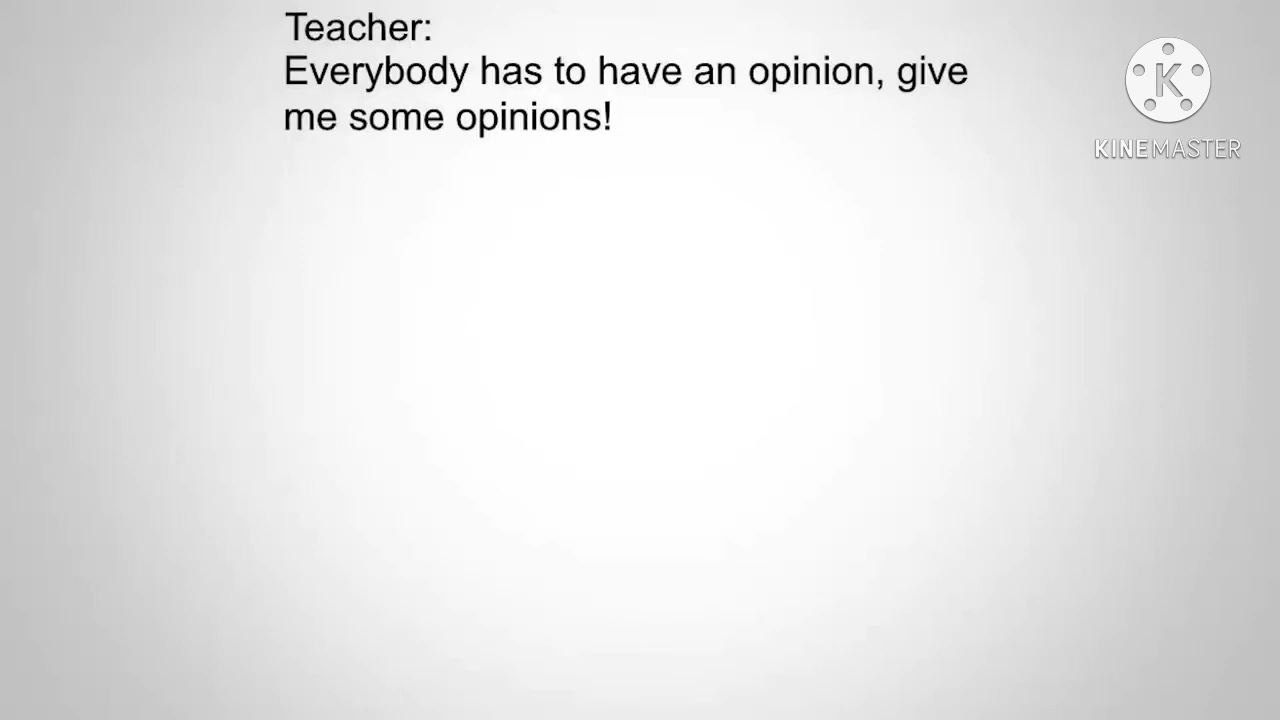 Teacher:
Everybody has to have an opinion, give
me some opinions!
K
KINEMASTER